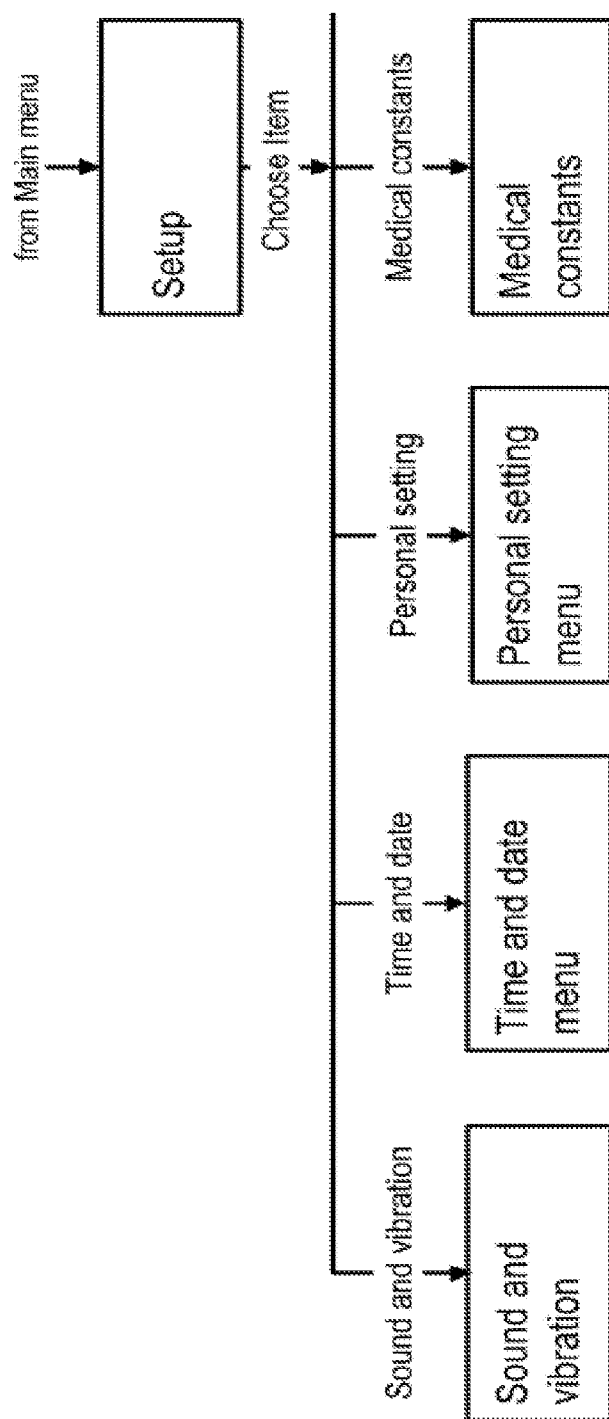 from Main menu
Setup
Choose Item
Sound and vibration
Time and date
Personal setting
Medical constants
Sound and
vibration
Time and date
menu
Personal setting
menu
Medical
constants